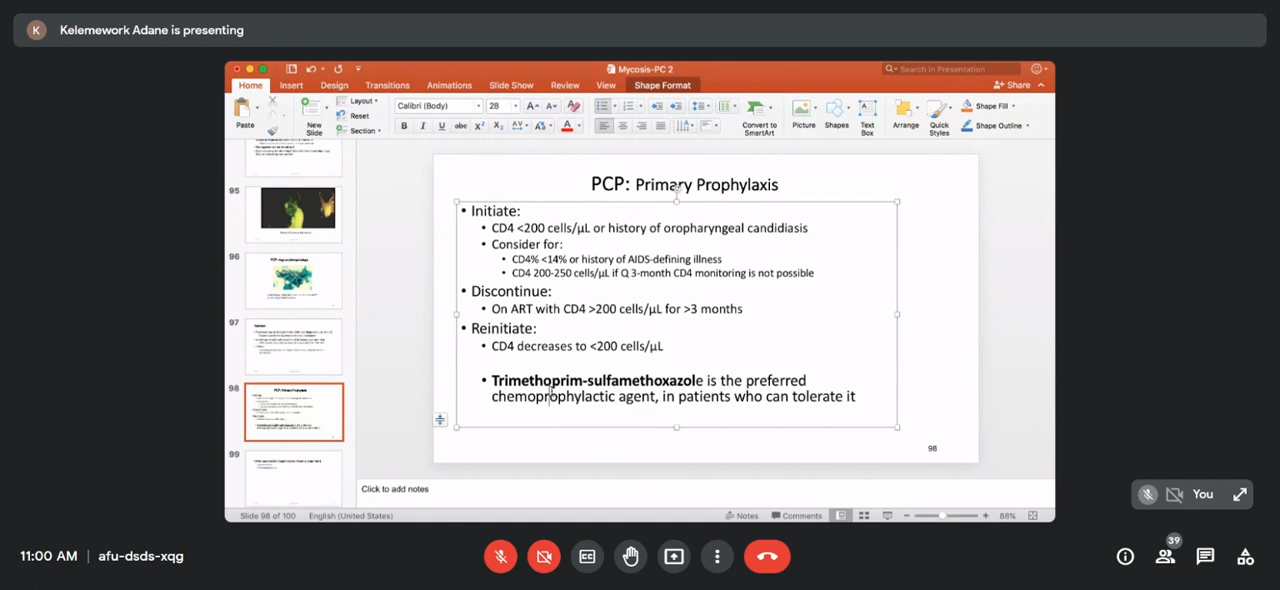 K Kelemework Adane is presenting
Mycosis-PC 2
Search in Presentation
Home Insert Design Transitions Animations Slide Show Review View Shape Format
Share
Paste
New Slide
Layout
Reset
Section
Calibri (Body) 28
B I U abc X² X₂ AV Aa A
Convert to SmartArt
Picture
Shapes
Text Box
Arrange
Quick Styles
Shape Fill
Shape Outline
95
96
97
98
99
PCP: Primary Prophylaxis
• Initiate:
• CD4 <200 cells/µL or history of oropharyngeal candidiasis
• Consider for:
• CD4% <14% or history of AIDS-defining illness
• CD4 200-250 cells/µL if Q 3-month CD4 monitoring is not possible
• Discontinue:
• On ART with CD4 >200 cells/µL for >3 months
• Reinitiate:
• CD4 decreases to <200 cells/µL
• Trimethoprim-sulfamethoxazole is the preferred
chemoprophylactic agent, in patients who can tolerate it
98
Click to add notes
Slide 98 of 100 English (United States)
Notes Comments 88%
You
11:00 AM | afu-dsds-xqg
CC
39